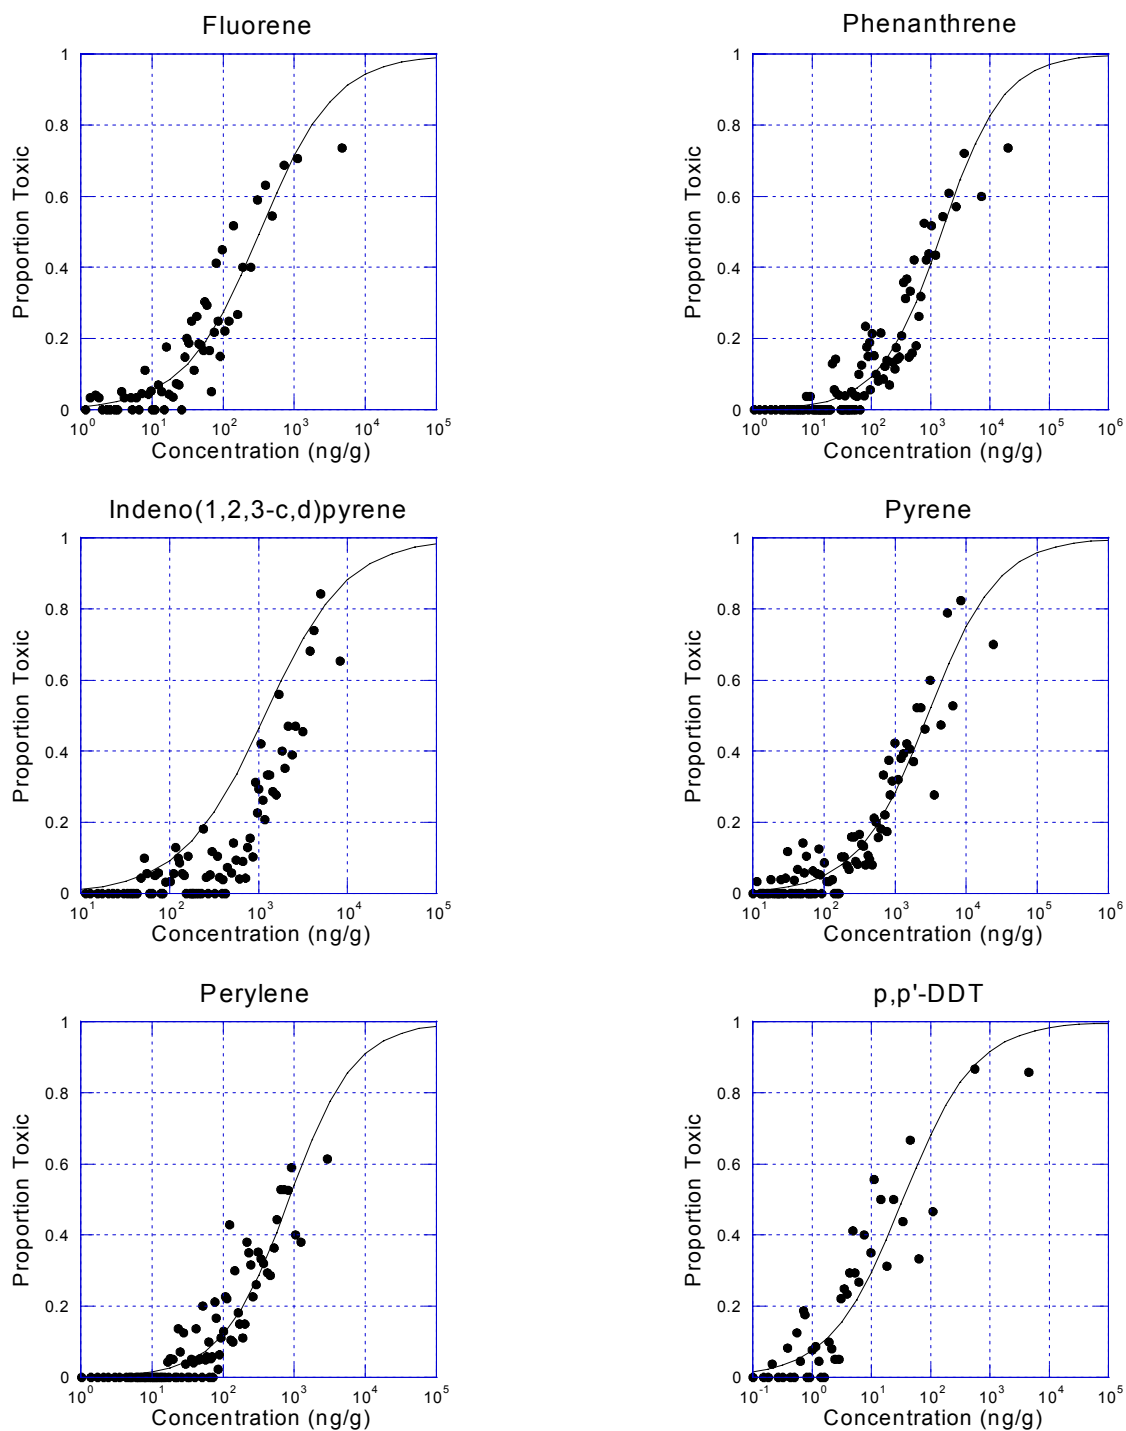 Fluorene
1
0.8
0.6
0.4
0.2
0
Proportion Toxic
10^0 10^1 10^2 10^3 10^4 10^5
Concentration (ng/g)
Phenanthrene
1
0.8
0.6
0.4
0.2
0
Proportion Toxic
10^0 10^1 10^2 10^3 10^4 10^5 10^6
Concentration (ng/g)
Indeno(1,2,3-c,d)pyrene
1
0.8
0.6
0.4
0.2
0
Proportion Toxic
10^1 10^2 10^3 10^4 10^5
Concentration (ng/g)
Pyrene
1
0.8
0.6
0.4
0.2
0
Proportion Toxic
10^1 10^2 10^3 10^4 10^5 10^6
Concentration (ng/g)
Perylene
1
0.8
0.6
0.4
0.2
0
Proportion Toxic
10^0 10^1 10^2 10^3 10^4 10^5
Concentration (ng/g)
p,p'-DDT
1
0.8
0.6
0.4
0.2
0
Proportion Toxic
10^-1 10^0 10^1 10^2 10^3 10^4 10^5
Concentration (ng/g)